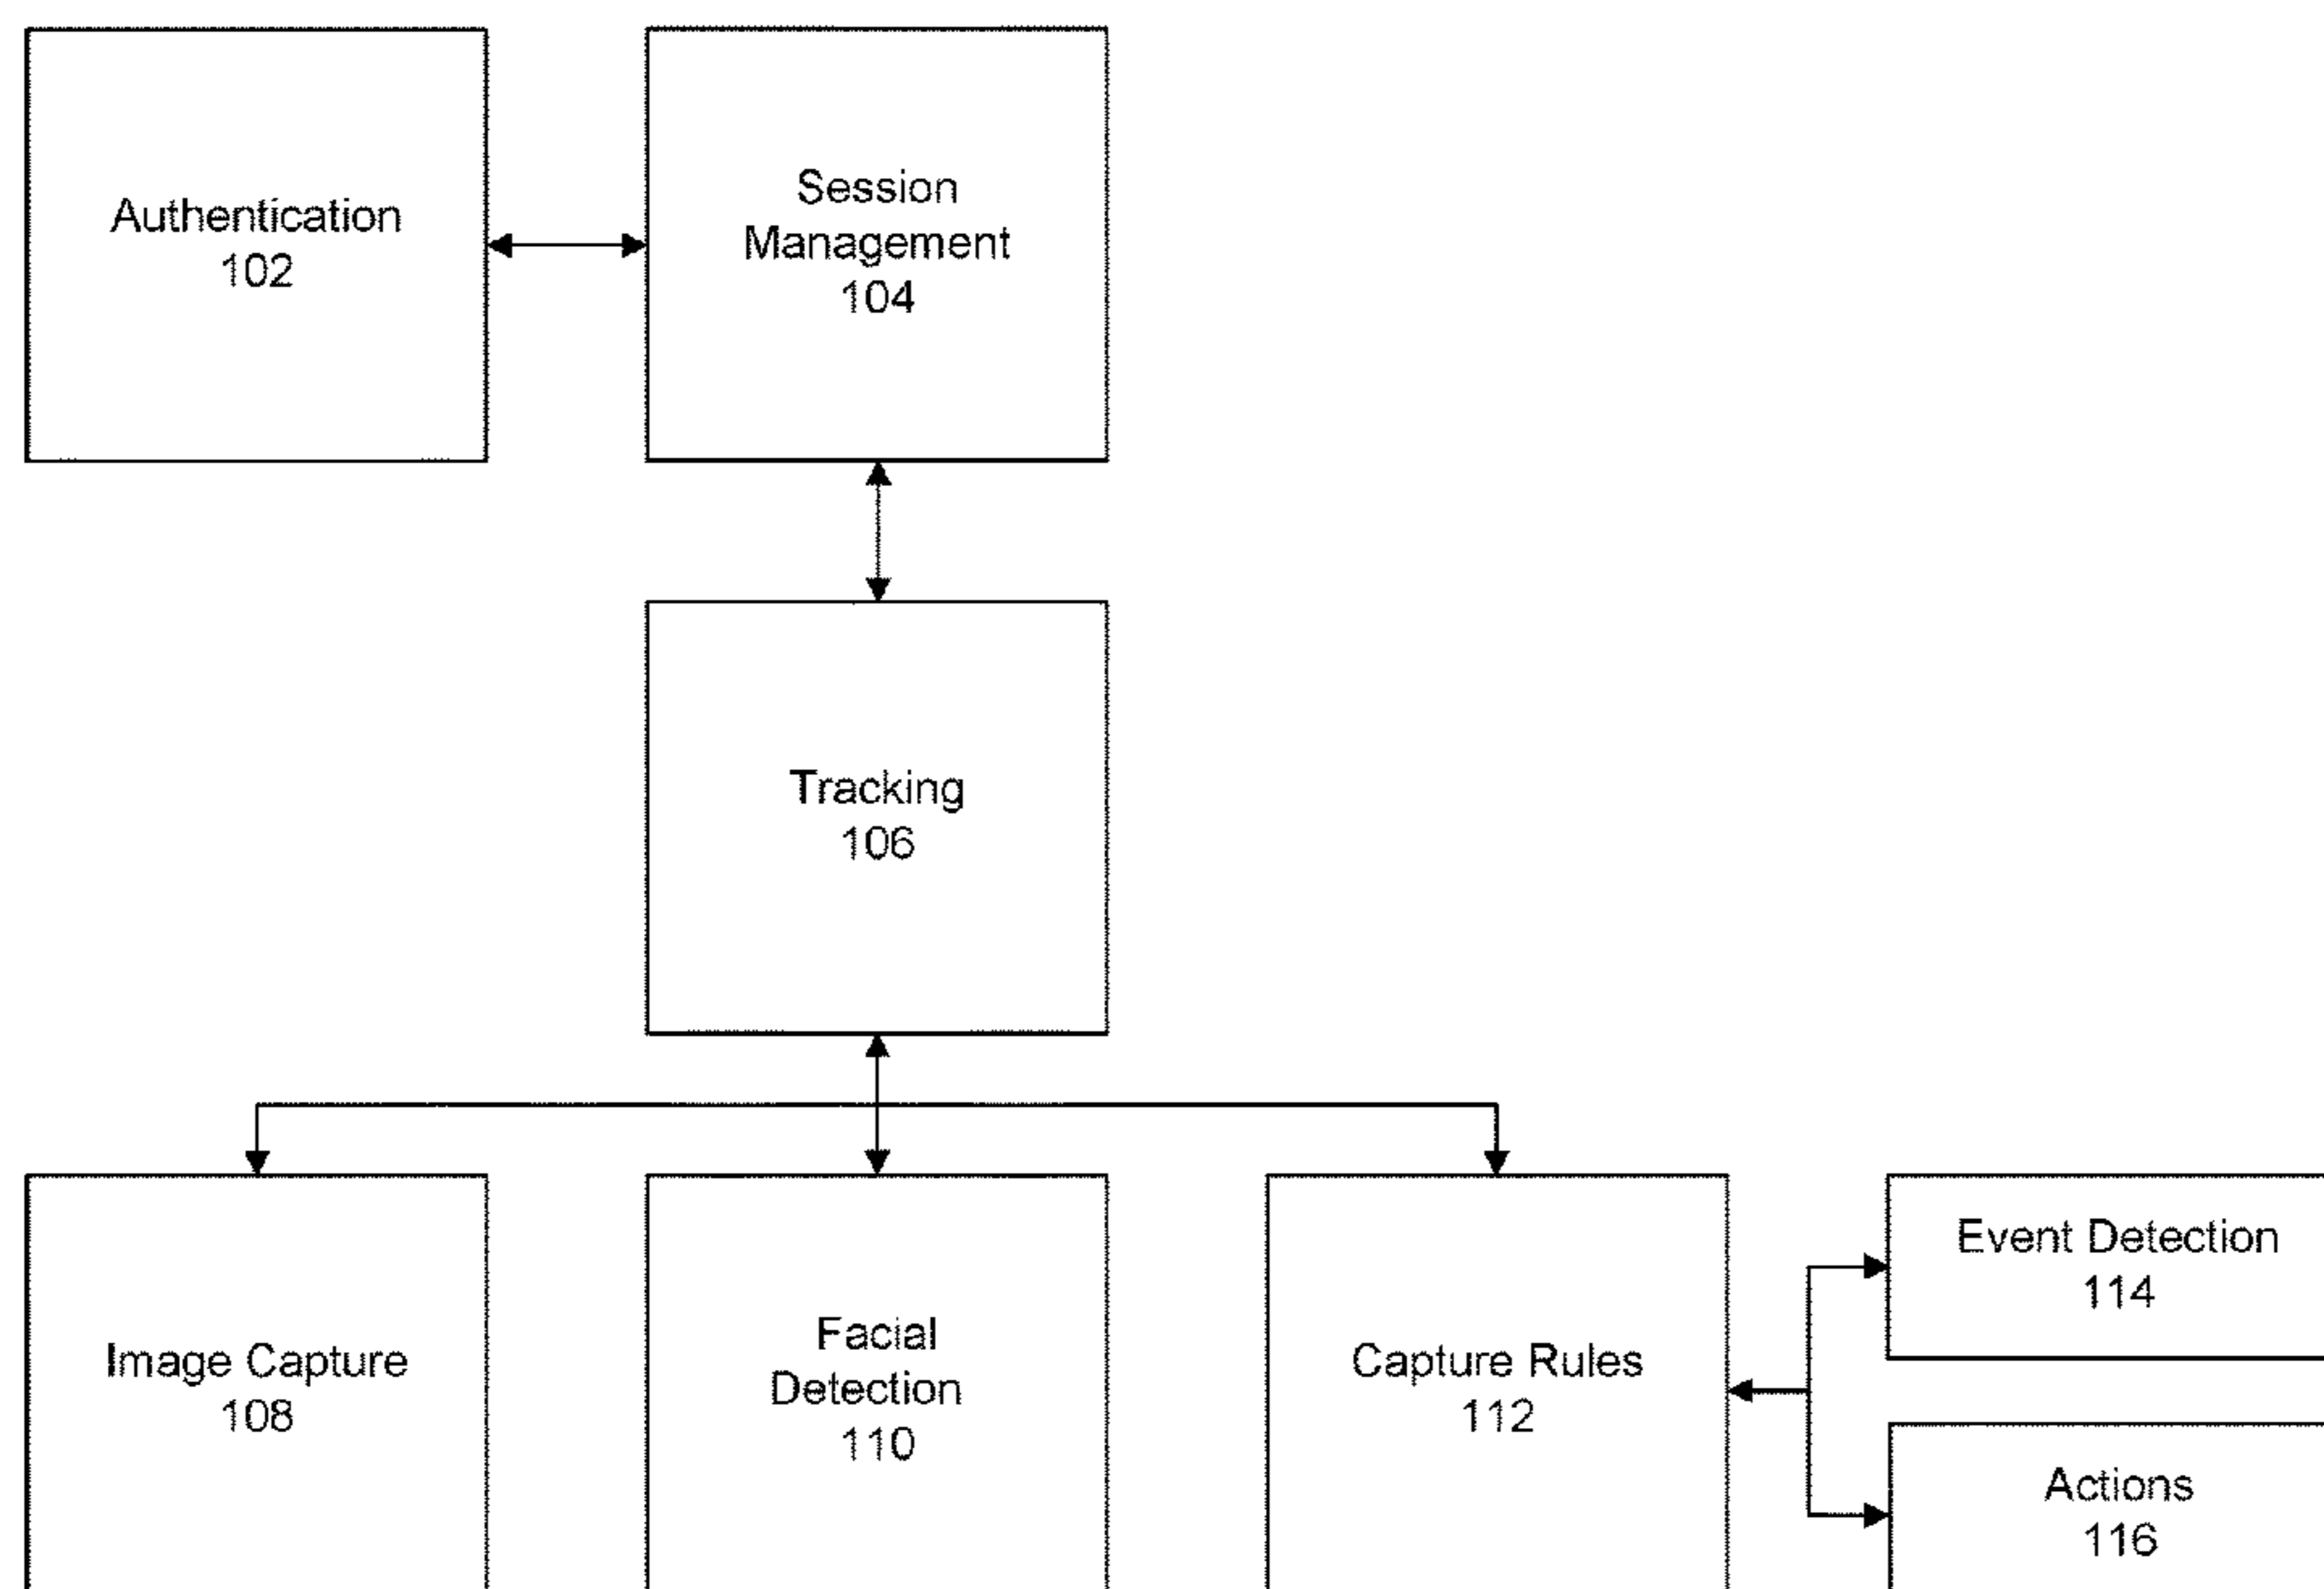 Authentication
102
Session
Management
104
Tracking
106
Image Capture
108
Facial
Detection
110
Capture Rules
112
Event Detection
114
Actions
116